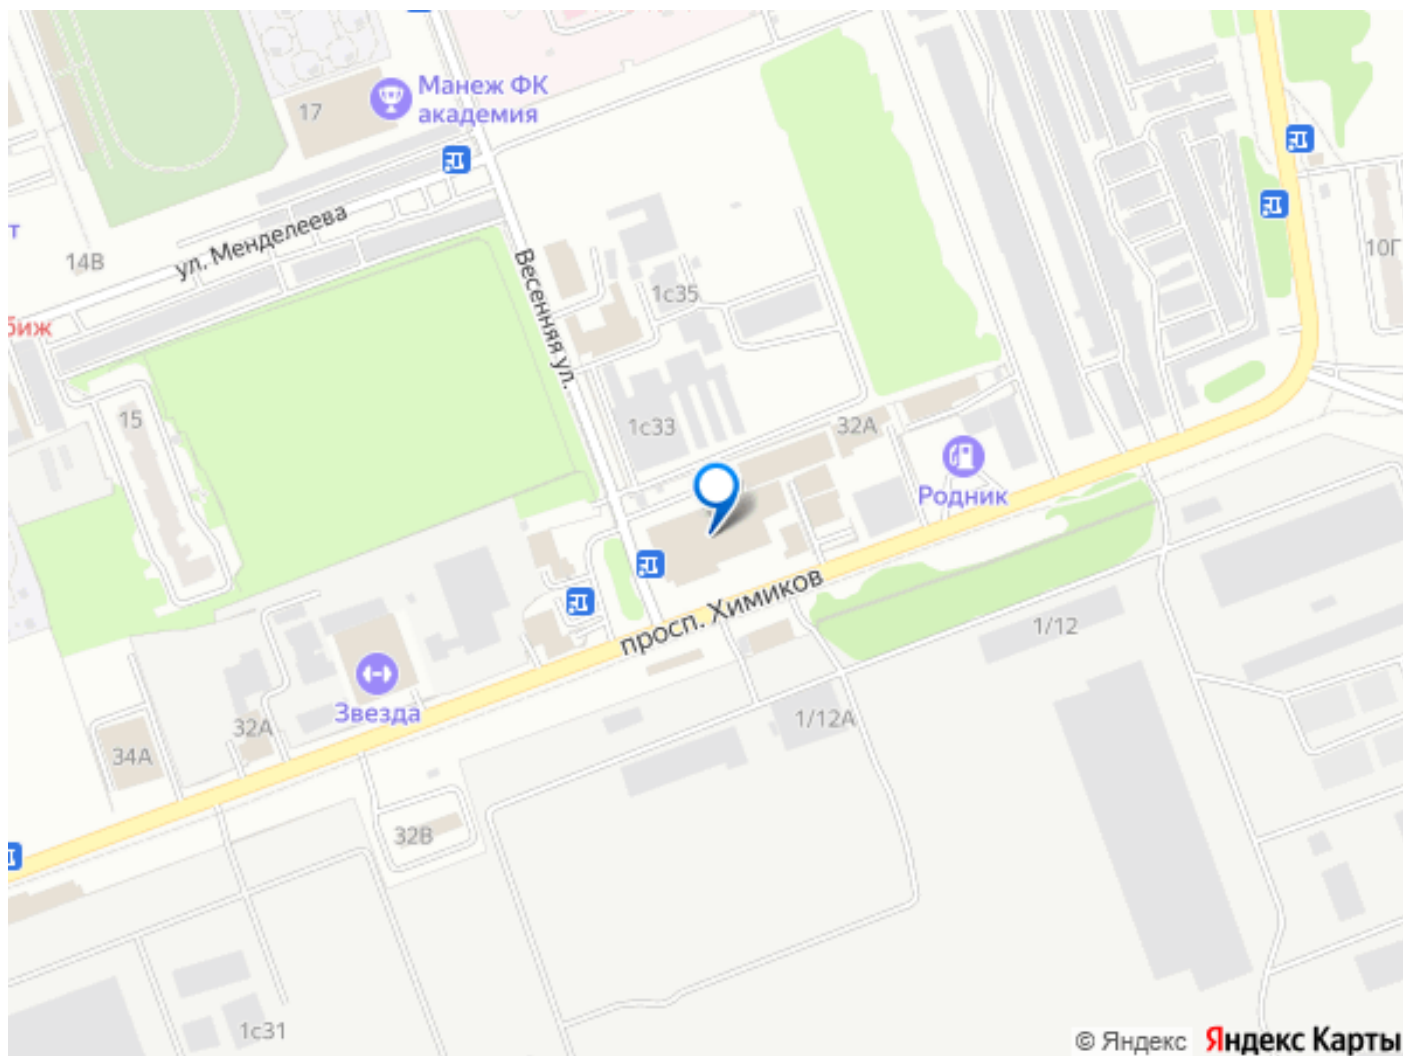 Манеж ФК
академия
17
ул. Менделеева
т
14В
Весенняя ул.
1с35
10Г
биж
15
1с33
32А
Родник
просп. Химиков
1/12
Звезда
32А
34А
1/12А
32В
1с31
© Яндекс Яндекс Карты